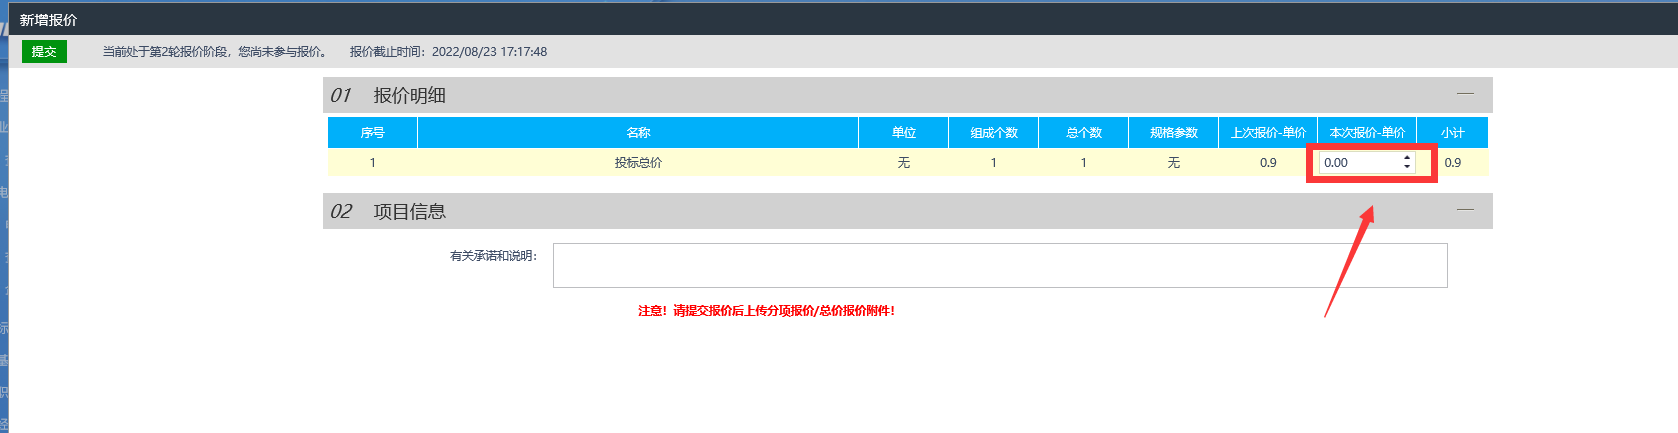 新增报价
提交 当前处于第2轮报价阶段，您尚未参与报价。 报价截止时间：2022/08/23 17:17:48
01 报价明细
序号 名称 单位 组成个数 总个数 规格参数 上次报价-单价 本次报价-单价 小计
1 投标总价 无 1 1 无 0.9 0.00 0.9
02 项目信息
有关承诺和说明：
注意！请提交报价后上传分项报价/总价报价附件！